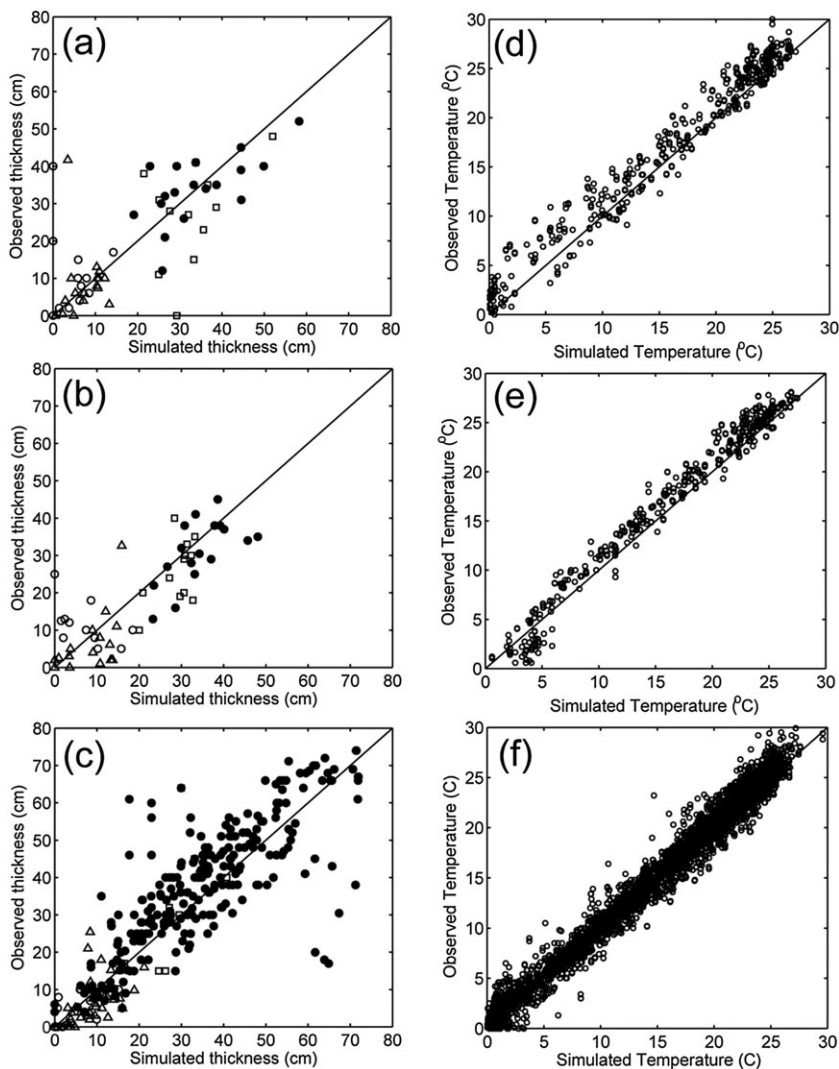 (a)
80
70
60
50
40
30
20
10
0
0 10 20 30 40 50 60 70 80
Observed thickness (cm)
Simulated thickness (cm)
(d)
30
25
20
15
10
5
0
0 5 10 15 20 25 30
Observed Temperature (⁰C)
Simulated Temperature (⁰C)
(b)
80
70
60
50
40
30
20
10
0
0 10 20 30 40 50 60 70 80
Observed thickness (cm)
Simulated thickness (cm)
(e)
30
25
20
15
10
5
0
0 5 10 15 20 25 30
Observed Temperature (⁰C)
Simulated Temperature (⁰C)
(c)
80
70
60
50
40
30
20
10
0
0 10 20 30 40 50 60 70 80
Observed thickness (cm)
Simulated thickness (cm)
(f)
30
25
20
15
10
5
0
0 5 10 15 20 25 30
Observed Temperature (C)
Simulated Temperature (C)